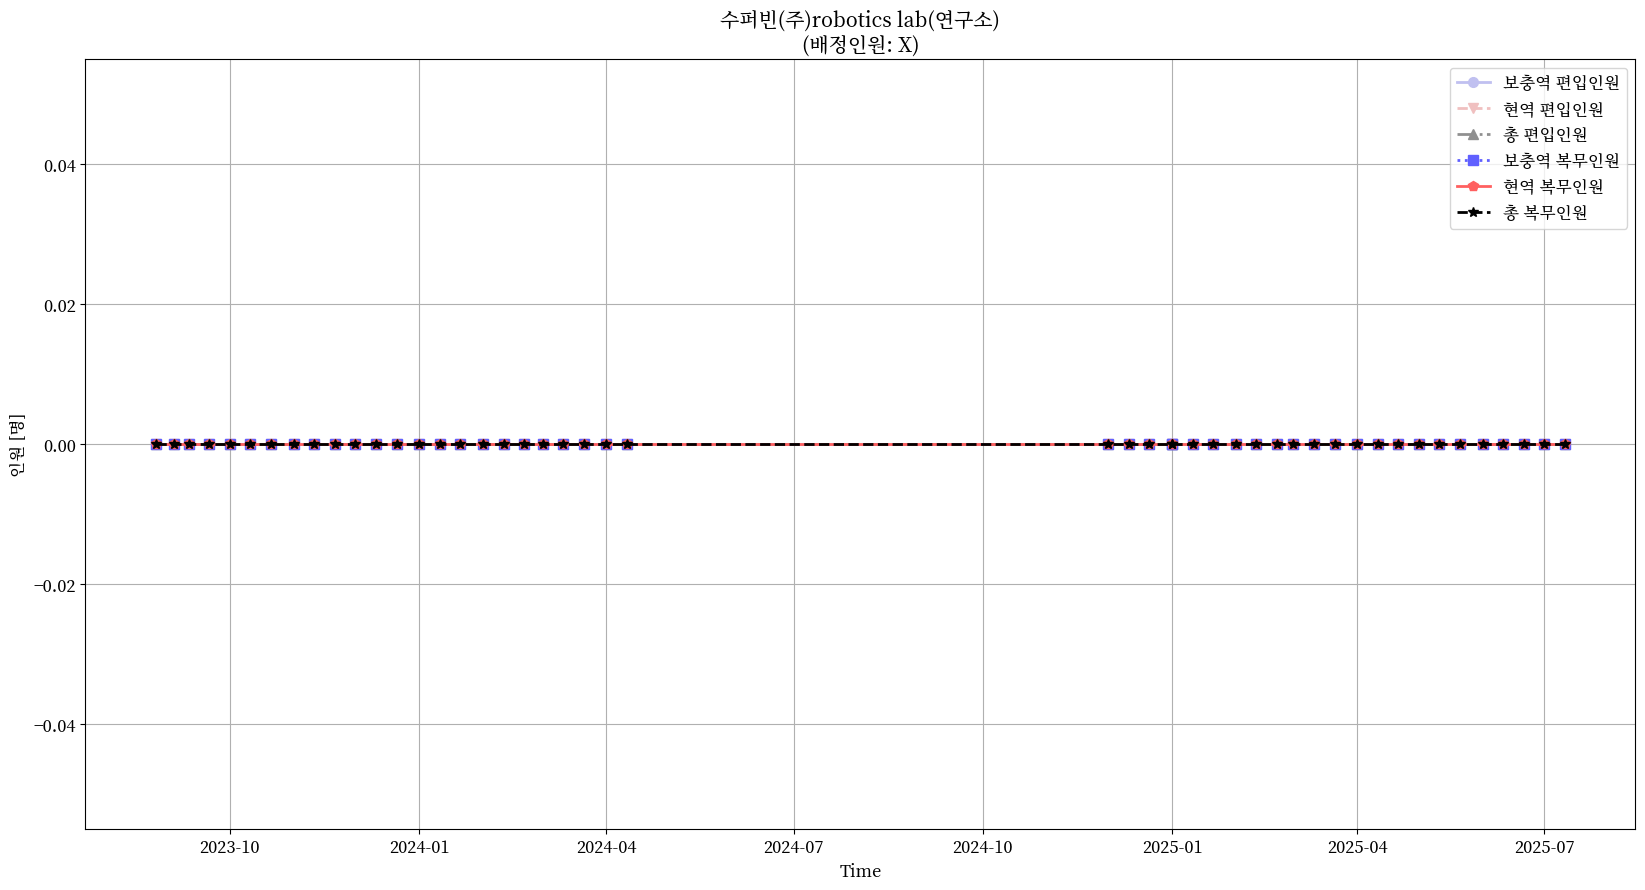 수퍼빈(주)robotics lab(연구소)
(배정인원: X)
보충역 편입인원
현역 편입인원
총 편입인원
보충역 복무인원
현역 복무인원
총 복무인원
인원 [명]
0.04
0.02
0.00
−0.02
−0.04
2023-10
2024-01
2024-04
2024-07
2024-10
2025-01
2025-04
2025-07
Time